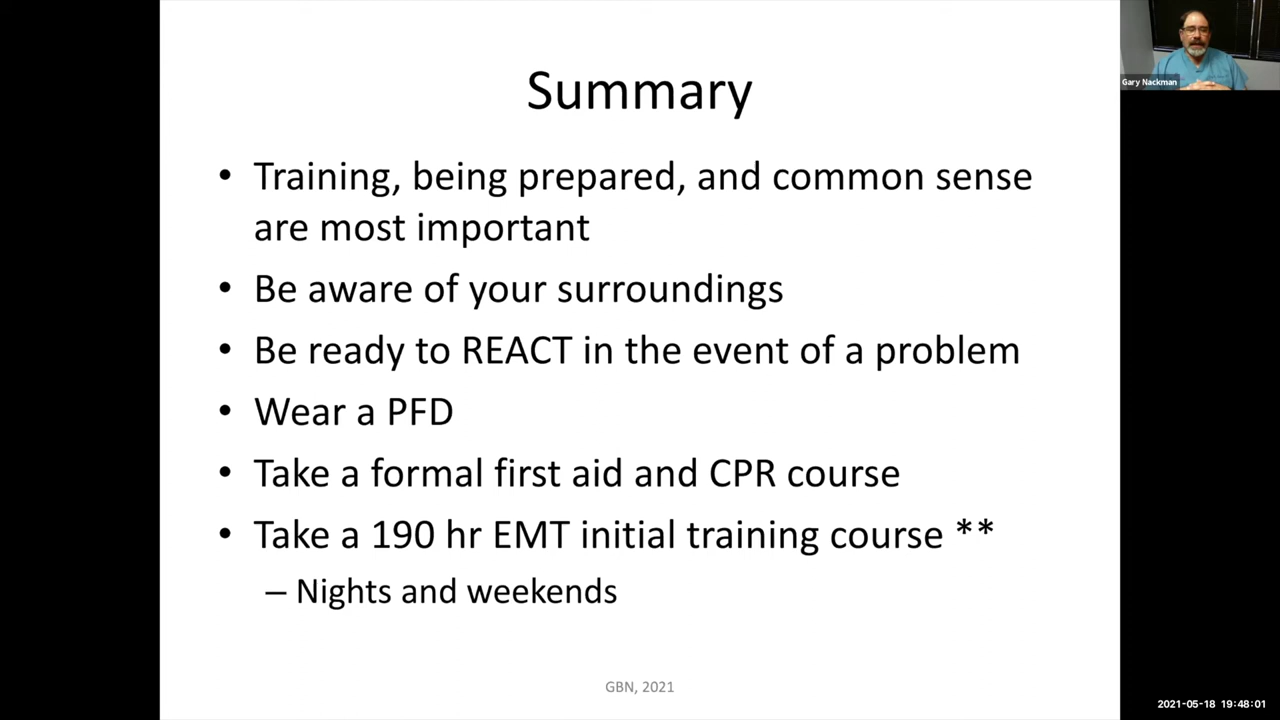 Summary
• Training, being prepared, and common sense
are most important
• Be aware of your surroundings
• Be ready to REACT in the event of a problem
• Wear a PFD
• Take a formal first aid and CPR course
• Take a 190 hr EMT initial training course **
– Nights and weekends
GBN, 2021
Gary Nackman
2021-05-18 19:48:01